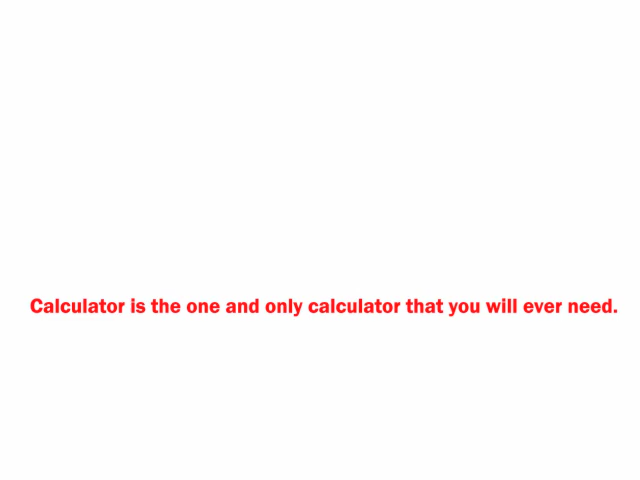 Calculator is the one and only calculator that you will ever need.